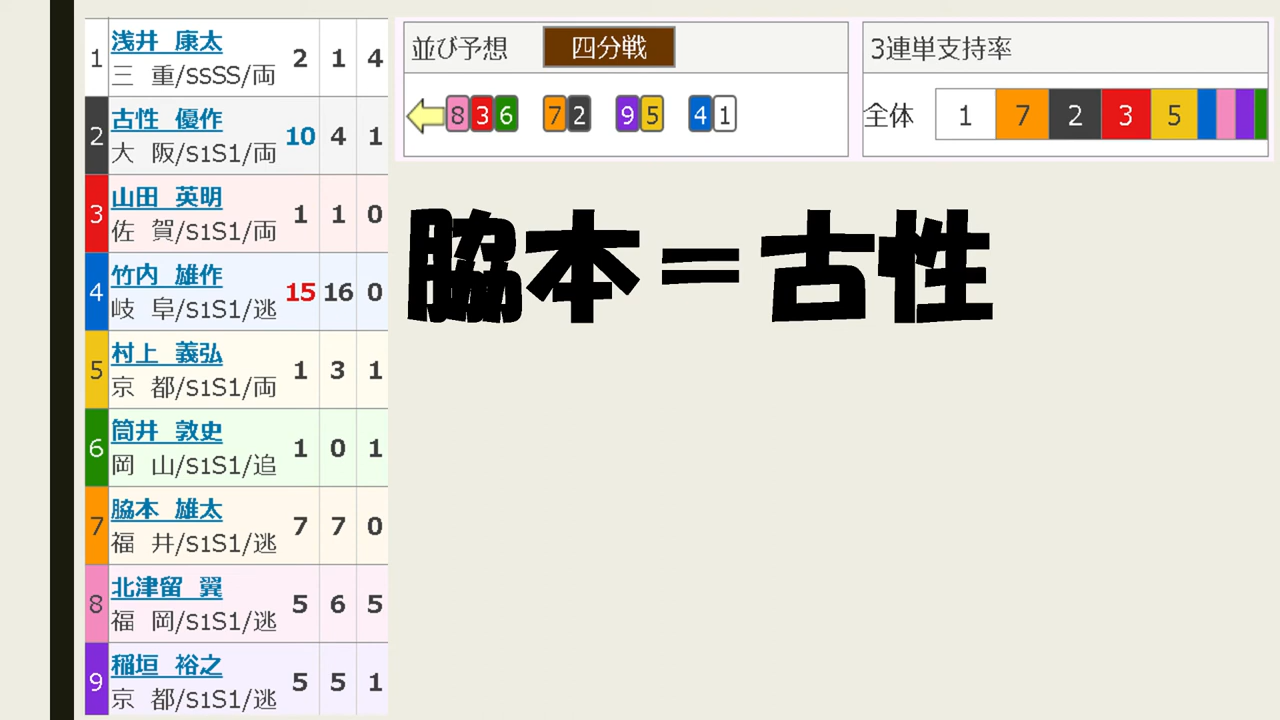 1 浅井 康太 2 1 4
三 重/SSSS/両
2 古性 優作 10 4 1
大 阪/S1S1/両
3 山田 英明 1 1 0
佐 賀/S1S1/両
4 竹内 雄作 15 16 0
岐 阜/S1S1/逃
5 村上 義弘 1 3 1
京 都/S1S1/両
6 筒井 敦史 1 0 1
岡 山/S1S1/追
7 脇本 雄太 7 7 0
福 井/S1S1/逃
8 北津留 翼 5 6 5
福 岡/S1S1/逃
9 稲垣 裕之 5 5 1
京 都/S1S1/逃
並び予想 四分戦
8 3 6 7 2 9 5 4 1
3連単支持率
全体 1 7 2 3 5
脇本＝古性